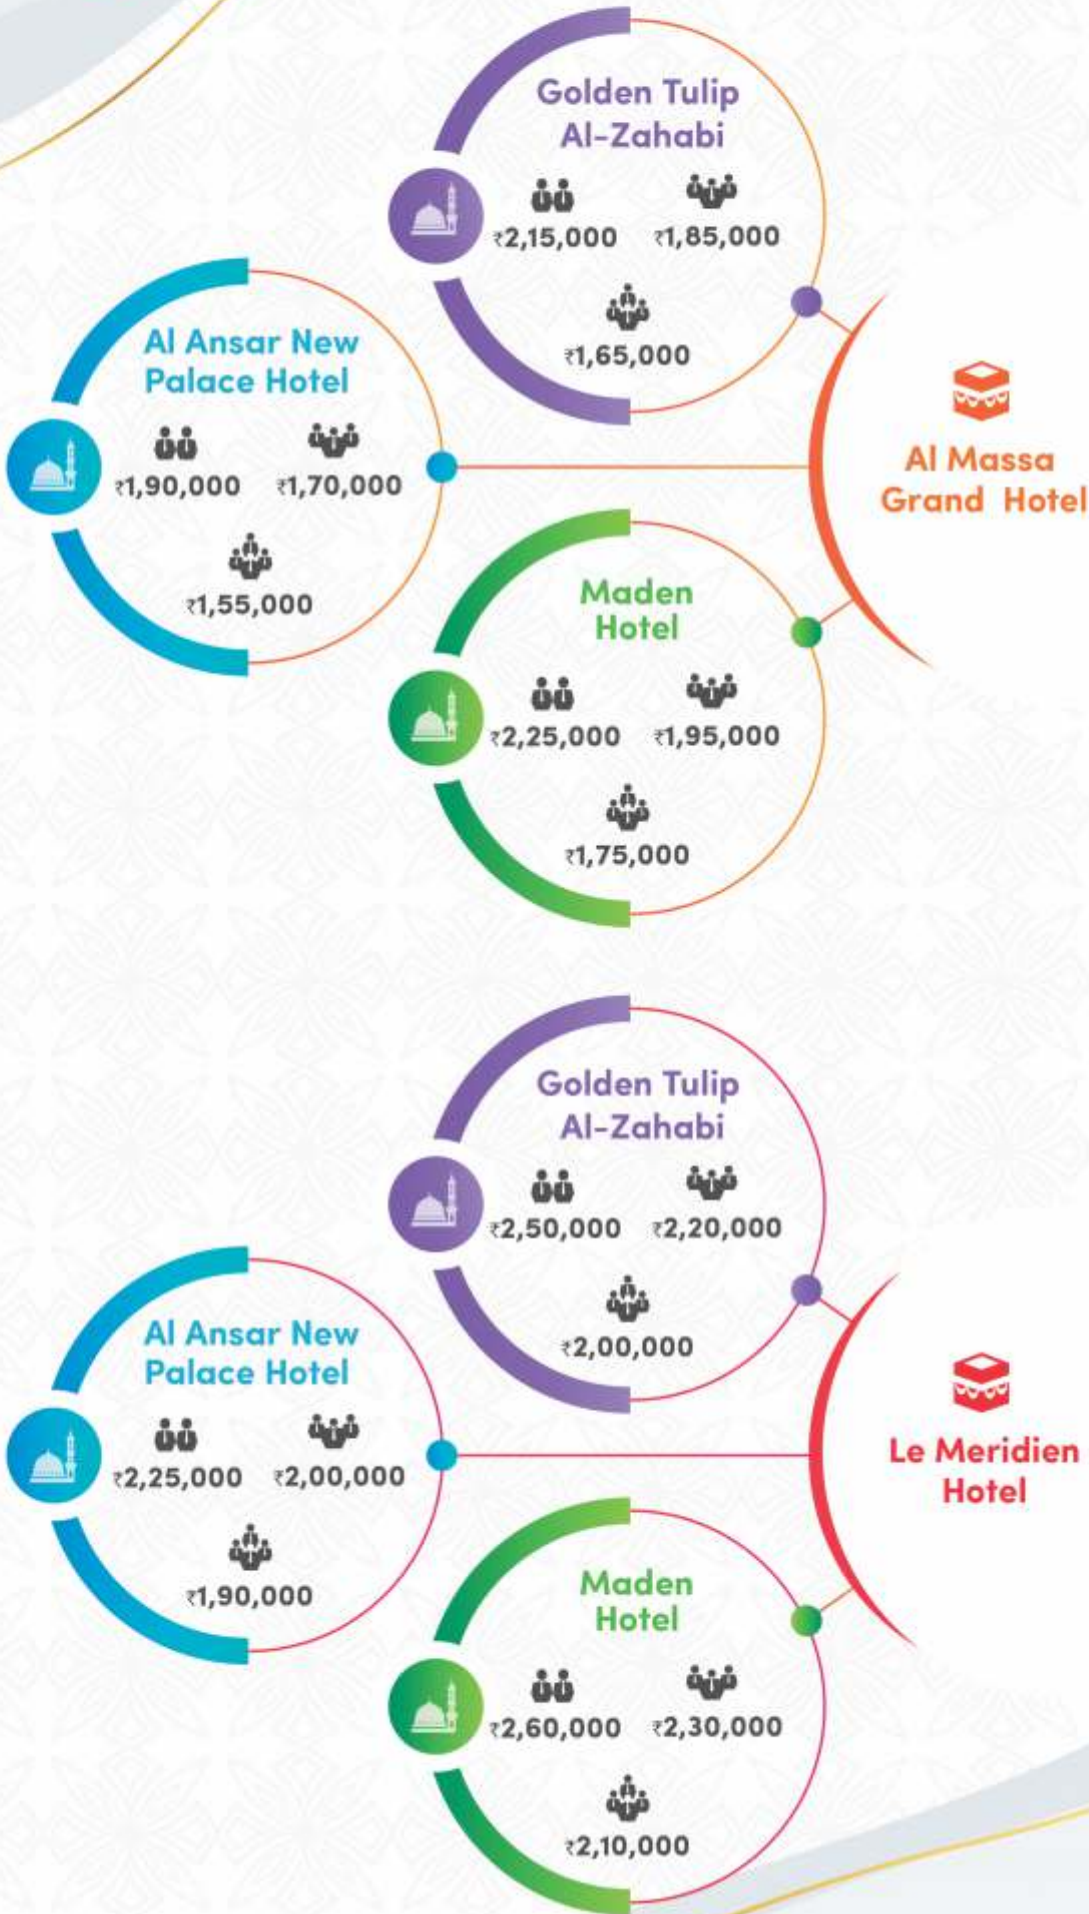 Golden Tulip
Al-Zahabi
₹2,15,000 ₹1,85,000
₹1,65,000
Al Ansar New
Palace Hotel
₹1,90,000 ₹1,70,000
₹1,55,000
Al Massa
Grand Hotel
Maden
Hotel
₹2,25,000 ₹1,95,000
₹1,75,000
Golden Tulip
Al-Zahabi
₹2,50,000 ₹2,20,000
₹2,00,000
Al Ansar New
Palace Hotel
₹2,25,000 ₹2,00,000
₹1,90,000
Le Meridien
Hotel
Maden
Hotel
₹2,60,000 ₹2,30,000
₹2,10,000